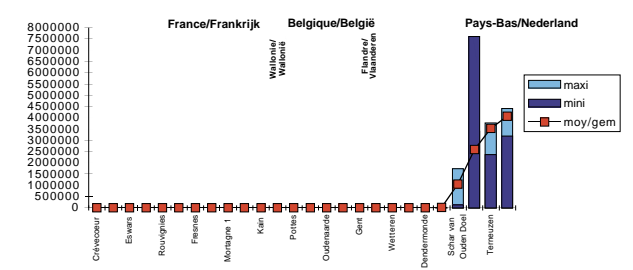 France/Frankrijk Belgique/België Pays-Bas/Nederland
Wallonie/
Wallonië
Flandre/
Vlaanderen
8000000
7500000
7000000
6500000
6000000
5500000
5000000
4500000
4000000
3500000
3000000
2500000
2000000
1500000
1000000
500000
0
maxi
mini
moy/gem
Crèvecoeur
Eswars
Rouvignies
Fresnes
Mortagne 1
Kain
Pottes
Oudenaarde
Gent
Wetteren
Dendermonde
Schar van
Ouden Doel
Terneuzen